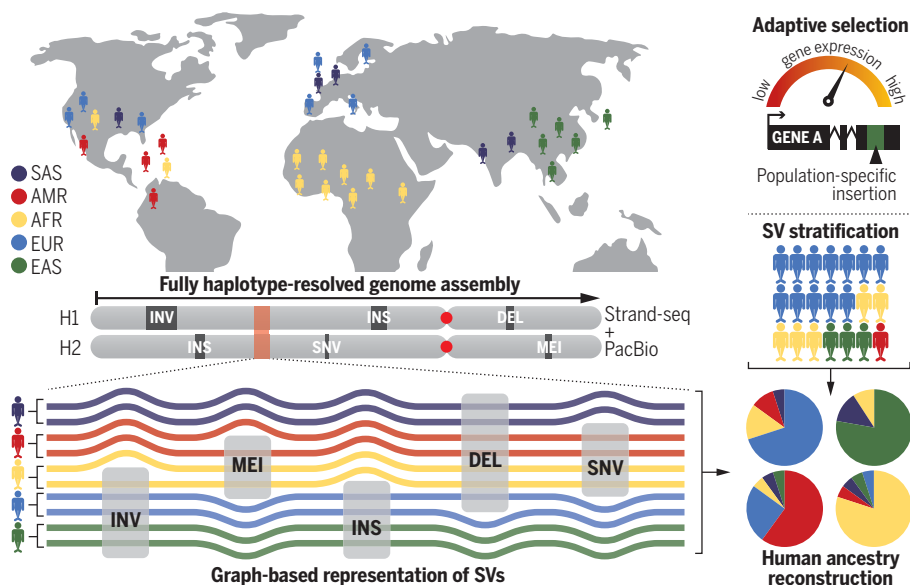 SAS
AMR
AFR
EUR
EAS
Fully haplotype-resolved genome assembly
H1
INV
INS
DEL
Strand-seq
+
PacBio
H2
INS
SNV
MEI
INV
MEI
INS
DEL
SNV
Graph-based representation of SVs
Adaptive selection
low
gene expression
high
GENE A
Population-specific
insertion
SV stratification
Human ancestry
reconstruction